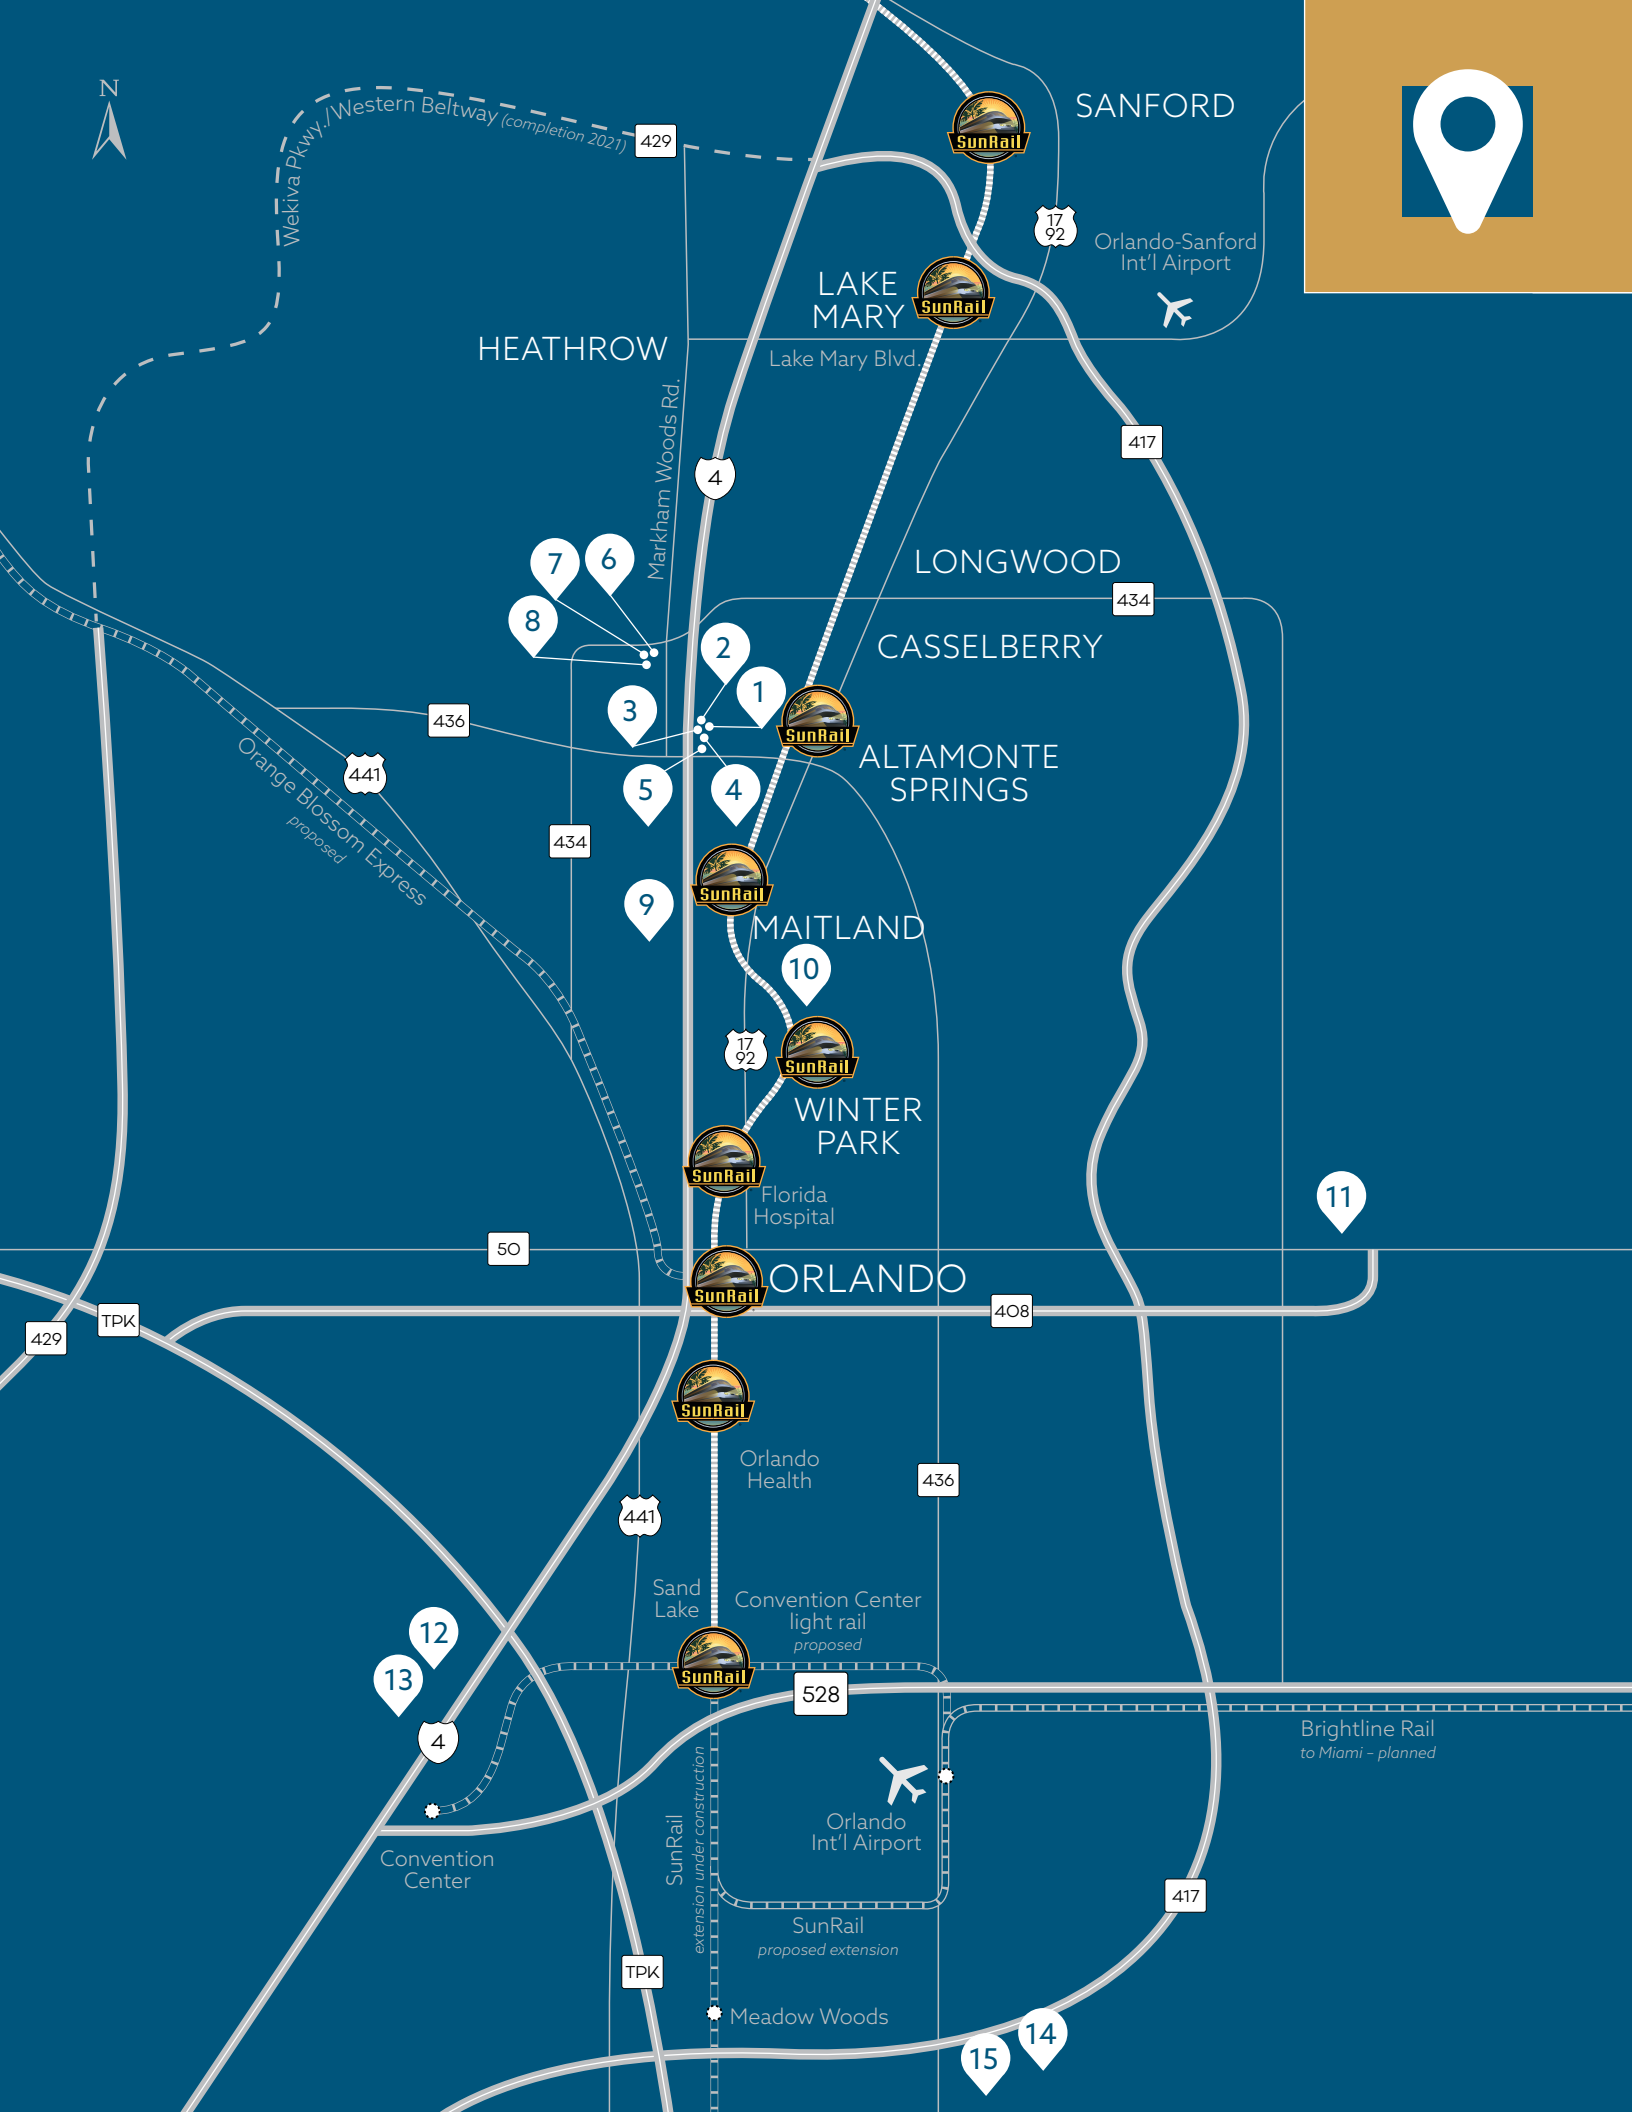 N
SANFORD
Wekiva Pkwy./Western Beltway (completion 2021)
429
SunRail
17
92
Orlando-Sanford
Int'l Airport
LAKE
MARY
SunRail
HEATHROW
Lake Mary Blvd.
Markham Woods Rd.
417
4
LONGWOOD
7
6
434
8
2
CASSELBERRY
1
3
436
SunRail
Orange Blossom Express
proposed
441
ALTAMONTE
SPRINGS
5
4
434
SunRail
9
MAITLAND
10
17
92
SunRail
WINTER
PARK
SunRail
Florida
Hospital
11
50
ORLANDO
SunRail
408
TPK
429
SunRail
Orlando
Health
436
441
Sand
Lake
Convention Center
light rail
proposed
12
13
SunRail
528
4
Brightline Rail
to Miami – planned
SunRail
extension under construction
Orlando
Int'l Airport
Convention
Center
417
SunRail
proposed extension
TPK
Meadow Woods
14
15